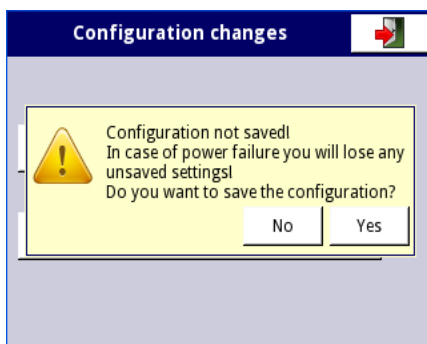 Configuration changes
Configuration not saved!
In case of power failure you will lose any
unsaved settings!
Do you want to save the configuration?
No
Yes